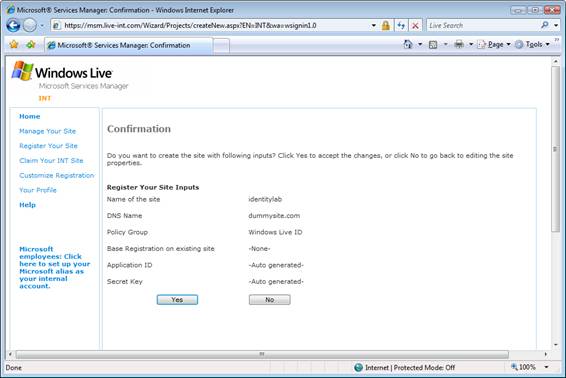 Microsoft® Services Manager: Confirmation - Windows Internet Explorer
https://msm.live-int.com/Wizard/Projects/createNew.aspx?EN=INT&wa=wsignin1.0
Live Search
Microsoft® Services Manager: Confirmation
Page
Tools
Windows Live™
Microsoft Services Manager
INT
Home
Manage Your Site
Register Your Site
Claim Your INT Site
Customize Registration
Your Profile
Help
Microsoft employees: Click here to set up your Microsoft alias as your internal account.
Confirmation
Do you want to create the site with following inputs? Click Yes to accept the changes, or click No to go back to editing the site
properties.
Register Your Site Inputs
Name of the site identitylab
DNS Name dummysite.com
Policy Group Windows Live ID
Base Registration on existing site -None-
Application ID -Auto generated-
Secret Key -Auto generated-
Yes No
Done
Internet | Protected Mode: Off
100%